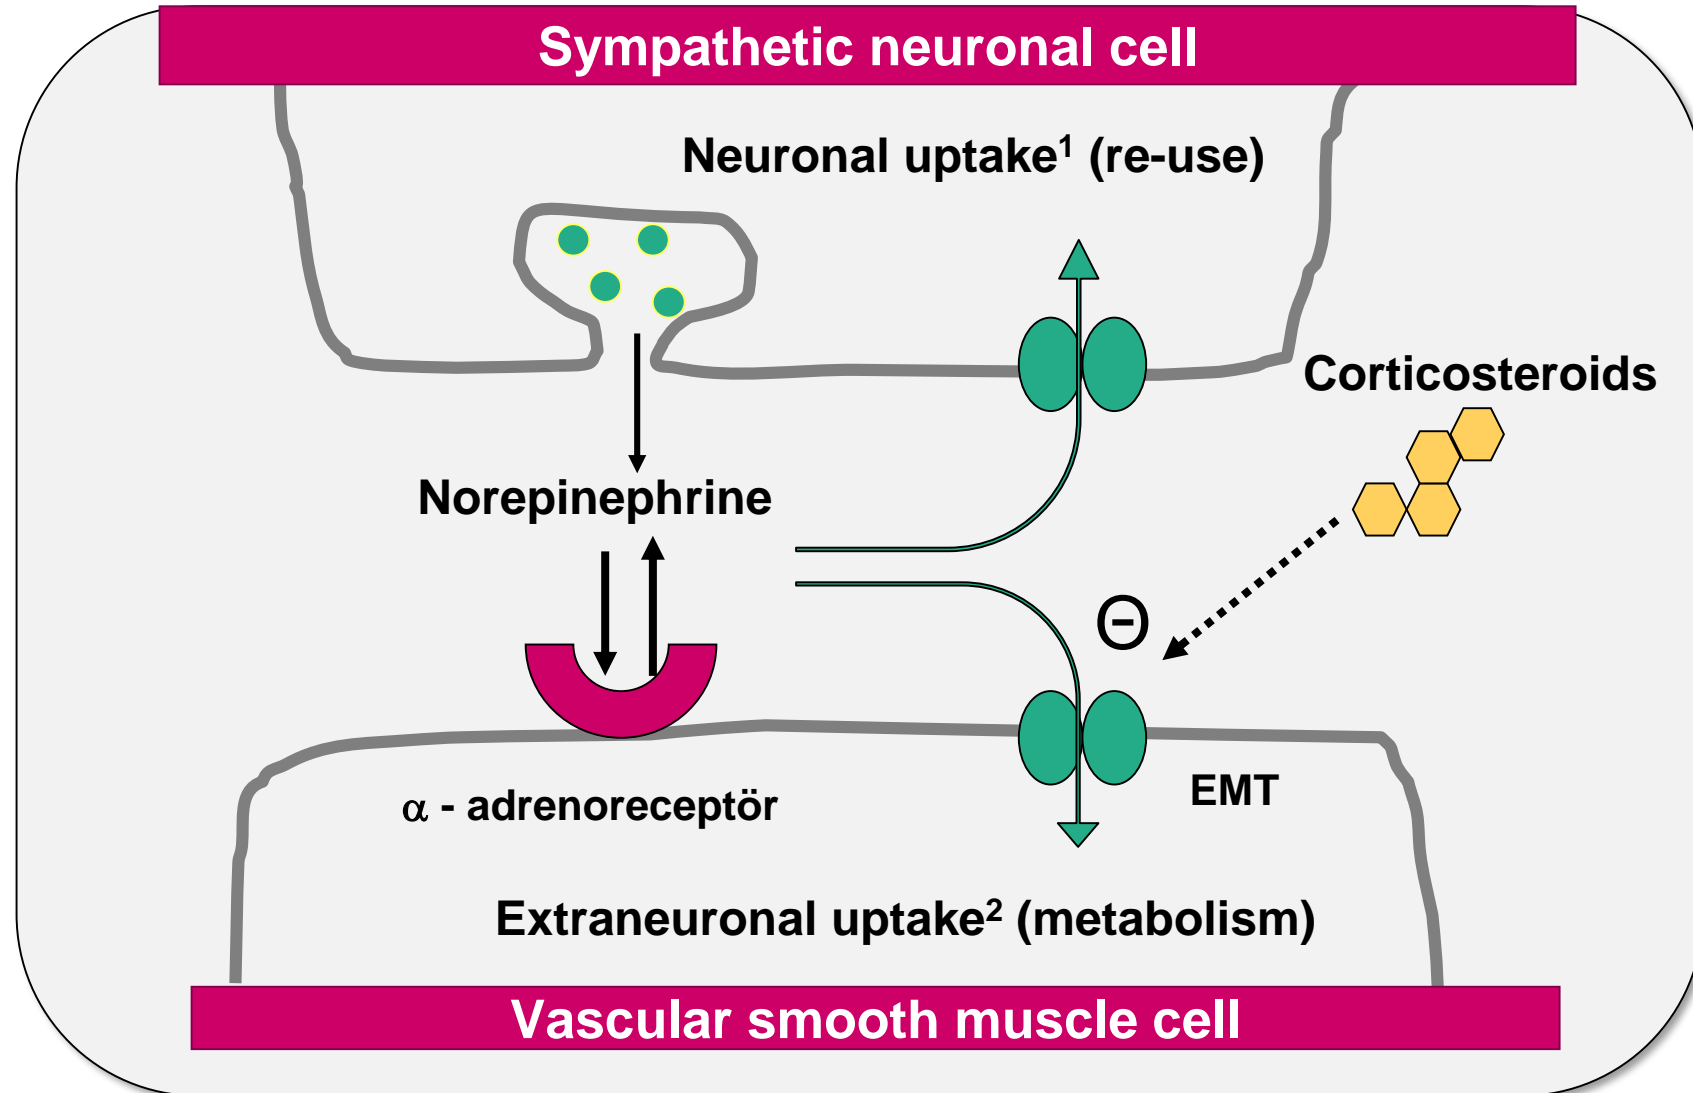 Sympathetic neuronal cell
Neuronal uptake¹ (re-use)
Corticosteroids
Norepinephrine
Θ
α - adrenoreceptör
EMT
Extraneuronal uptake² (metabolism)
Vascular smooth muscle cell